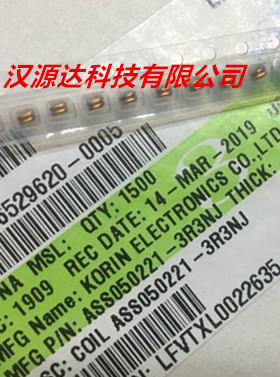 汉源达科技有限公司
6529620-0005
NA MSL: QTY:1500
C: 1909 REC DATE: 14-MAR-2019
MFG Name: KORIN ELECTRONICS CO.,LTD
MFG P/N: ASS050221-3R3NJ THICK:
SC: COIL ASS050221-3R3NJ
LFVTXL0022635